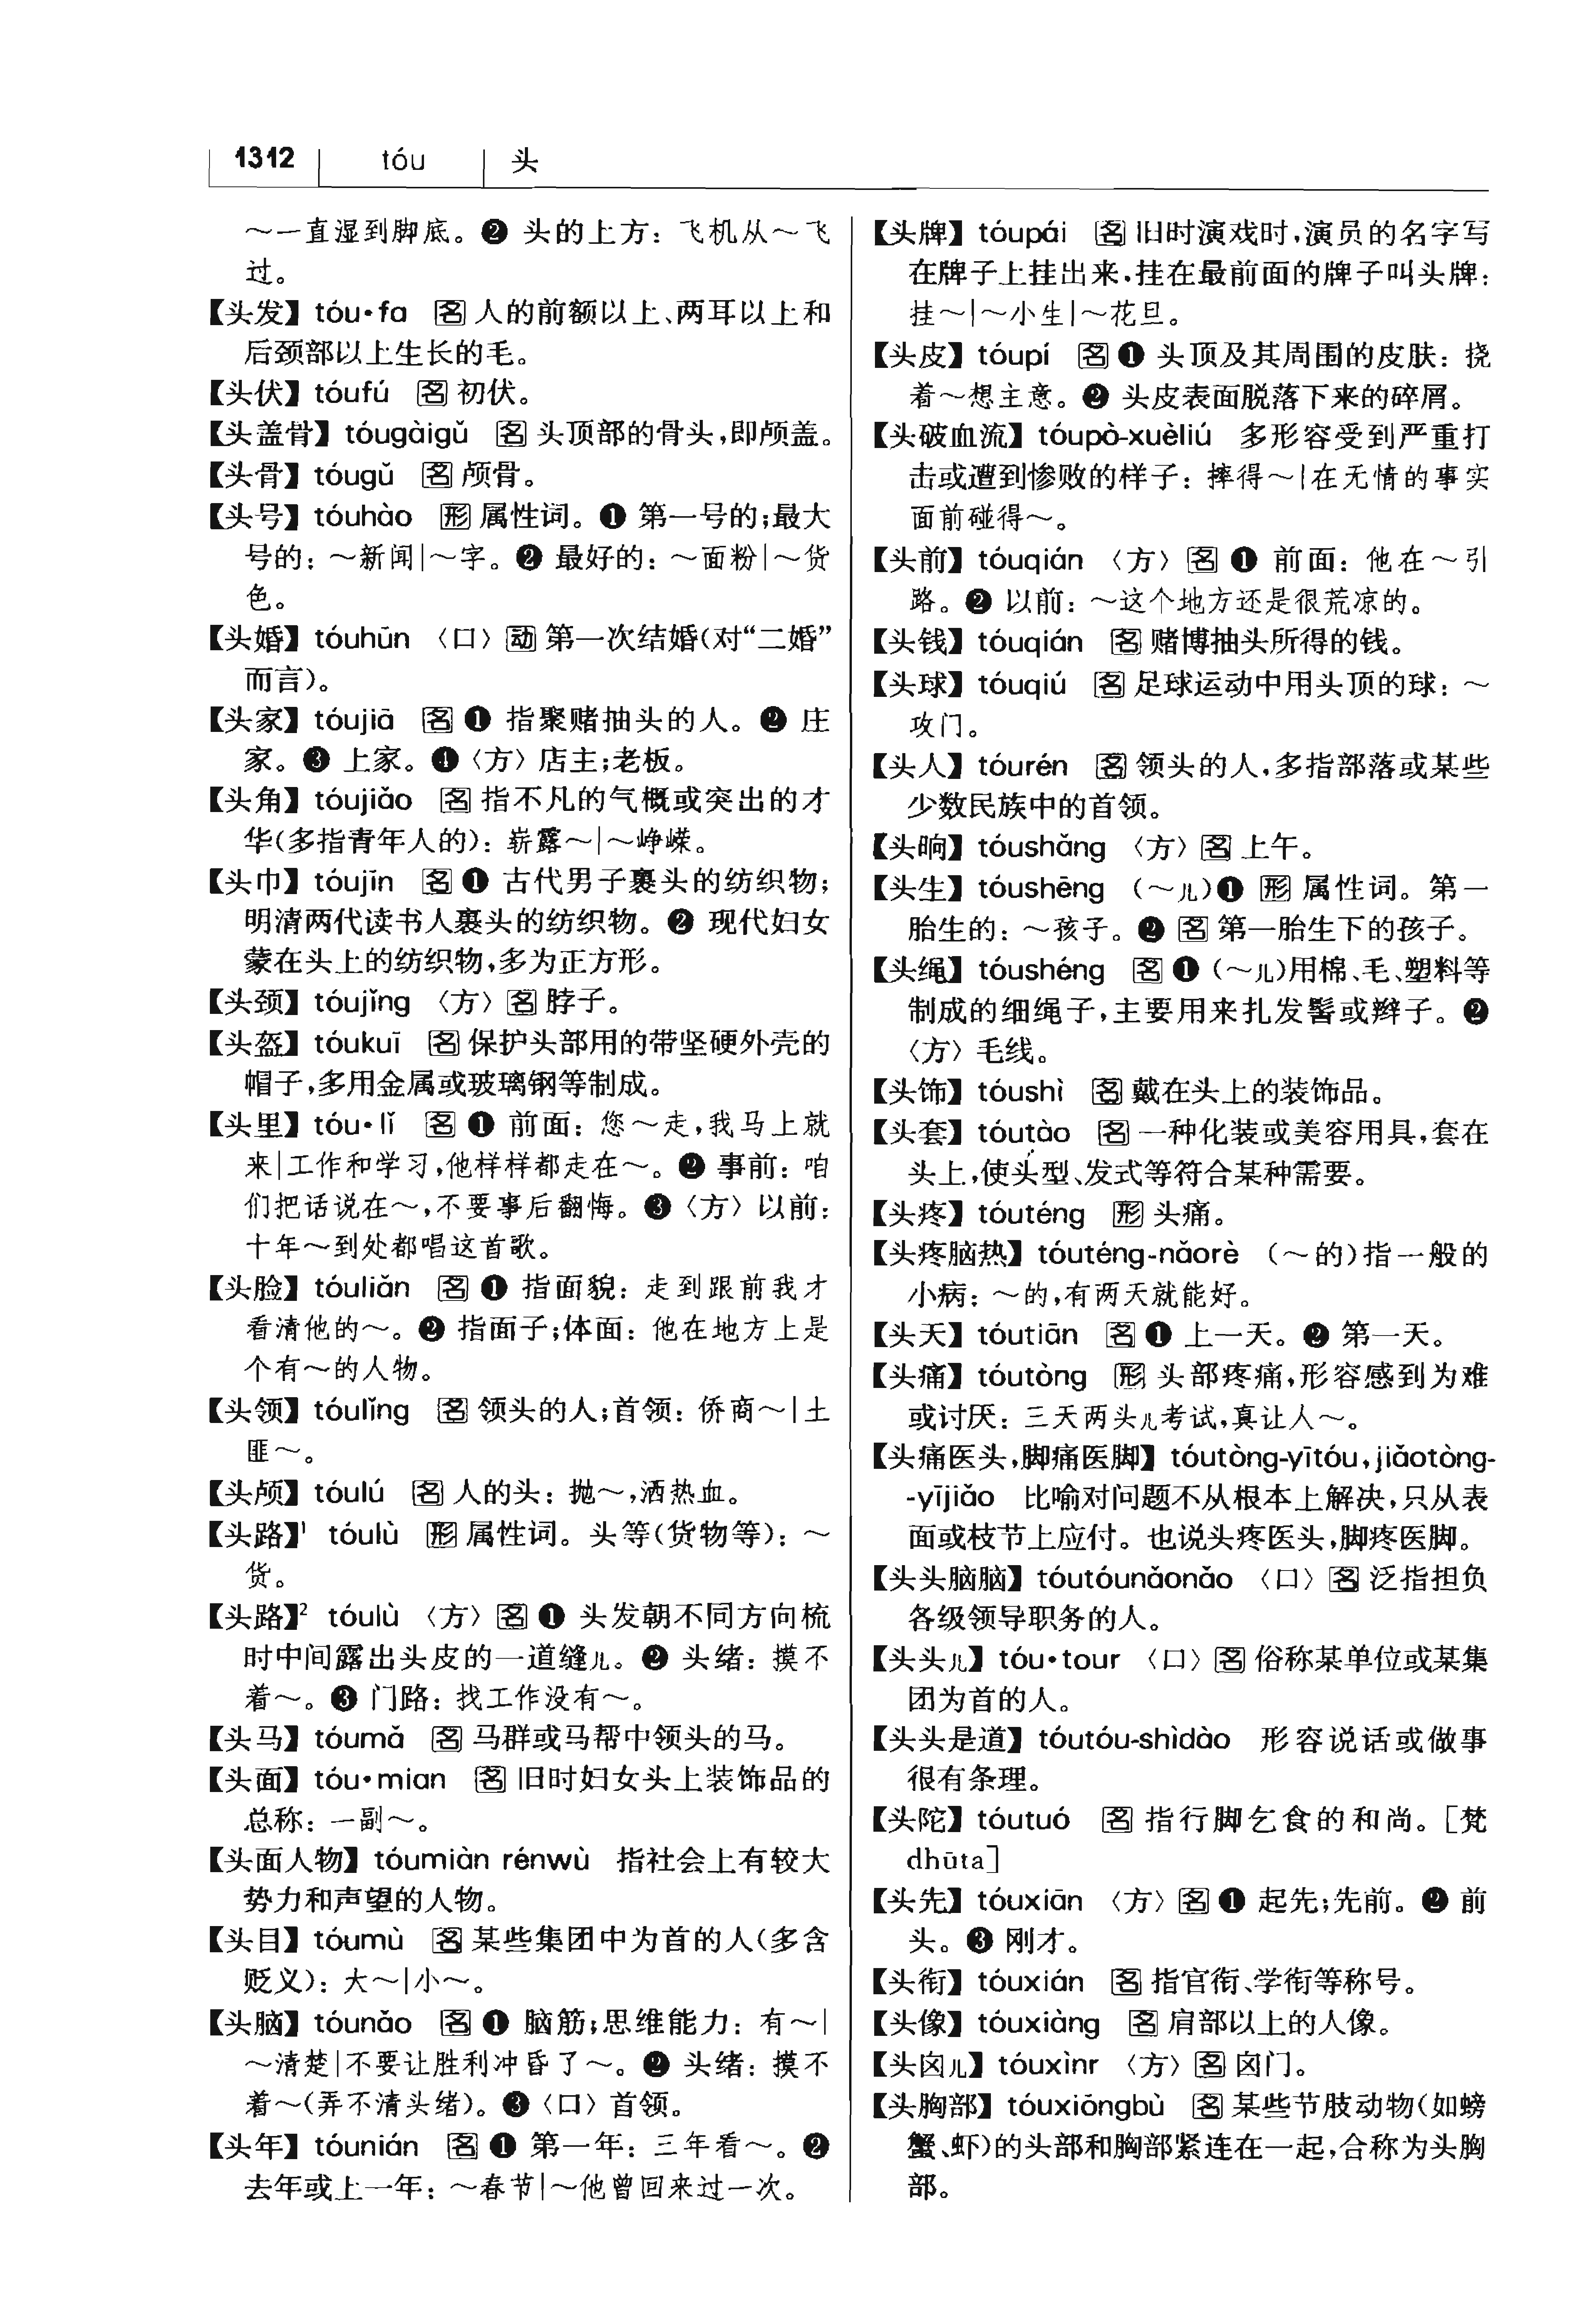 1312 tóu 头
～一直湿到脚底。❷ 头的上方：飞机从～飞
过。
【头发】 tóu·fa 名 人的前额以上、两耳以上和
后颈部以上生长的毛。
【头伏】 tóufú 名 初伏。
【头盖骨】 tóugàigǔ 名 头顶部的骨头，即颅盖。
【头骨】 tóugǔ 名 颅骨。
【头号】 tóuhào 形 属性词。❶ 第一号的；最大
号的：～新闻|～字。❷ 最好的：～面粉|～货
色。
【头婚】 tóuhūn 〈口〉 动 第一次结婚（对“二婚”
而言）。
【头家】 tóujiā 名 ❶ 指聚赌抽头的人。❷ 庄
家。❸ 上家。❹〈方〉店主；老板。
【头角】 tóujiǎo 名 指不凡的气概或突出的才
华（多指青年人的）：崭露～|～峥嵘。
【头巾】 tóujīn 名 ❶ 古代男子裹头的纺织物；
明清两代读书人裹头的纺织物。❷ 现代妇女
蒙在头上的纺织物，多为正方形。
【头颈】 tóujǐng 〈方〉 名 脖子。
【头盔】 tóukuī 名 保护头部用的带坚硬外壳的
帽子，多用金属或玻璃钢等制成。
【头里】 tóu·lǐ 名 ❶ 前面：您～走，我马上就
来|工作和学习，他样样都走在～。❷ 事前：咱
们把话说在～，不要事后翻悔。❸〈方〉以前：
十年～到处都唱这首歌。
【头脸】 tóuliǎn 名 ❶ 指面貌：走到跟前我才
看清他的～。❷ 指面子；体面：他在地方上是
个有～的人物。
【头领】 tóulǐng 名 领头的人；首领：侨商～|土
匪～。
【头颅】 tóulú 名 人的头：抛～，洒热血。
【头路】¹ tóulù 形 属性词。头等（货物等）：～
货。
【头路】² tóulù 〈方〉 名 ❶ 头发朝不同方向梳
时中间露出头皮的一道缝儿。❷ 头绪：摸不
着～。❸ 门路：找工作没有～。
【头马】 tóumǎ 名 马群或马帮中领头的马。
【头面】 tóu·mian 名 旧时妇女头上装饰品的
总称：一副～。
【头面人物】 tóumiàn rénwù 指社会上有较大
势力和声望的人物。
【头目】 tóumù 名 某些集团中为首的人（多含
贬义）：大～|小～。
【头脑】 tóunǎo 名 ❶ 脑筋；思维能力：有～|
～清楚|不要让胜利冲昏了～。❷ 头绪：摸不
着～（弄不清头绪）。❸〈口〉首领。
【头年】 tóunián 名 ❶ 第一年：三年看～。❷
去年或上一年：～春节|～他曾回来过一次。
【头牌】 tóupái 名 旧时演戏时，演员的名字写
在牌子上挂出来，挂在最前面的牌子叫头牌：
挂～|～小生|～花旦。
【头皮】 tóupí 名 ❶ 头顶及其周围的皮肤：挠
着～想主意。❷ 头皮表面脱落下来的碎屑。
【头破血流】 tóupò-xuèliú 多形容受到严重打
击或遭到惨败的样子：摔得～|在无情的事实
面前碰得～。
【头前】 tóuqián 〈方〉 名 ❶ 前面：他在～引
路。❷ 以前：～这个地方还是很荒凉的。
【头钱】 tóuqián 名 赌博抽头所得的钱。
【头球】 tóuqiú 名 足球运动中用头顶的球：～
攻门。
【头人】 tóurén 名 领头的人，多指部落或某些
少数民族中的首领。
【头晌】 tóushǎng 〈方〉 名 上午。
【头生】 tóushēng （～儿）❶ 形 属性词。第一
胎生的：～孩子。❷ 名 第一胎生下的孩子。
【头绳】 tóushéng 名 ❶（～儿）用棉、毛、塑料等
制成的细绳子，主要用来扎发髻或辫子。❷
〈方〉毛线。
【头饰】 tóushì 名 戴在头上的装饰品。
【头套】 tóutào 名 一种化装或美容用具，套在
头上，使头型、发式等符合某种需要。
【头疼】 tóuténg 形 头痛。
【头疼脑热】 tóuténg-nǎorè （～的）指一般的
小病：～的，有两天就能好。
【头天】 tóutiān 名 ❶ 上一天。❷ 第一天。
【头痛】 tóutòng 形 头部疼痛，形容感到为难
或讨厌：三天两头儿考试，真让人～。
【头痛医头，脚痛医脚】 tóutòng-yītóu，jiǎotòng-
-yījiǎo 比喻对问题不从根本上解决，只从表
面或枝节上应付。也说头疼医头，脚疼医脚。
【头头脑脑】 tóutóunǎonǎo 〈口〉 名 泛指担负
各级领导职务的人。
【头头儿】 tóu·tour 〈口〉 名 俗称某单位或某集
团为首的人。
【头头是道】 tóutóu-shìdào 形容说话或做事
很有条理。
【头陀】 tóutuó 名 指行脚乞食的和尚。［梵
dhūta］
【头先】 tóuxiān 〈方〉 名 ❶ 起先；先前。❷ 前
头。❸ 刚才。
【头衔】 tóuxián 名 指官衔、学衔等称号。
【头像】 tóuxiàng 名 肩部以上的人像。
【头囟儿】 tóuxìnr 〈方〉 名 囟门。
【头胸部】 tóuxiōngbù 名 某些节肢动物（如螃
蟹、虾）的头部和胸部紧连在一起，合称为头胸
部。